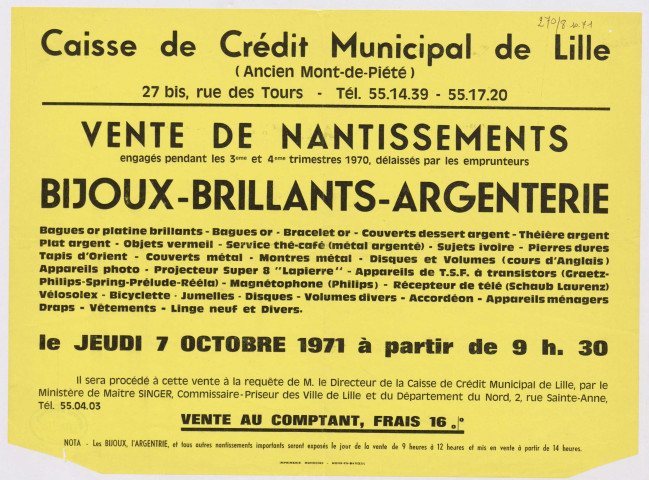 270/8.10.71
Caisse de Crédit Municipal de Lille
(Ancien Mont-de-Piété)
27 bis, rue des Tours - Tél. 55.14.39 - 55.17.20
VENTE DE NANTISSEMENTS
engagés pendant les 3eme et 4eme trimestres 1970, délaissés par les emprunteurs
BIJOUX-BRILLANTS-ARGENTERIE
Bagues or platine brillants - Bagues or - Bracelet or - Couverts dessert argent - Théière argent
Plat argent - Objets vermeil - Service thé-café (métal argenté) - Sujets ivoire - Pierres dures
Tapis d'Orient - Couverts métal - Montres métal - Disques et Volumes (cours d'Anglais)
Appareils photo - Projecteur Super 8 "Lapierre" - Appareils de T.S.F. à transistors (Graetz-
Philips-Spring-Prélude-Rééla) - Magnétophone (Philips) - Récepteur de télé (Schaub Laurenz)
Vélosolex - Bicyclette - Jumelles - Disques - Volumes divers - Accordéon - Appareils ménagers
Draps - Vêtements - Linge neuf et Divers.
le JEUDI 7 OCTOBRE 1971 à partir de 9 h. 30
Il sera procédé à cette vente à la requête de M. le Directeur de la Caisse de Crédit Municipal de Lille, par le
Ministère de Maître SINGER, Commissaire-Priseur des Ville de Lille et du Département du Nord, 2, rue Sainte-Anne,
Tél. 55.04.03
VENTE AU COMPTANT, FRAIS 16 %
NOTA - Les BIJOUX, l'ARGENTRIE, et tous autres nantissements importants seront exposés le jour de la vente de 9 heures à 12 heures et mis en vente à partir de 14 heures.